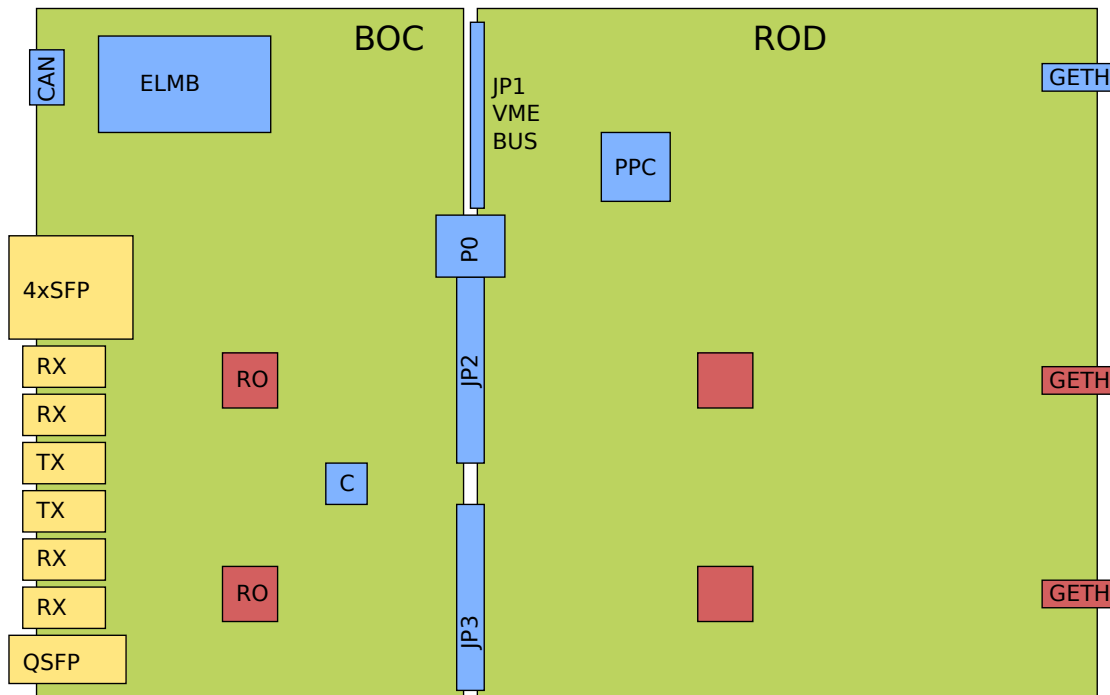 BOC
ROD
CAN
ELMB
JP1
VME
BUS
GETH
PPC
P0
4xSFP
RX
RO
JP2
GETH
RX
TX
C
TX
RX
RO
GETH
RX
JP3
QSFP